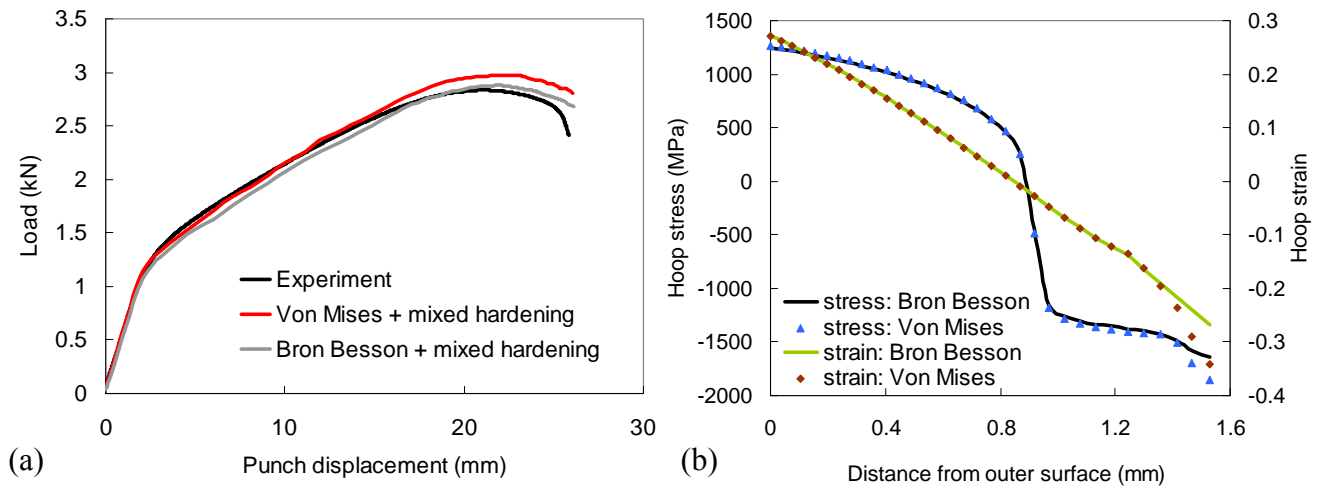 3.5
3
2.5
2
1.5
1
0.5
0
Load (kN)
Experiment
Von Mises + mixed hardening
Bron Besson + mixed hardening
0 10 20 30
Punch displacement (mm)
(a)
1500
1000
500
0
-500
-1000
-1500
-2000
Hoop stress (MPa)
stress: Bron Besson
stress: Von Mises
strain: Bron Besson
strain: Von Mises
0.3
0.2
0.1
0
-0.1
-0.2
-0.3
-0.4
Hoop strain
0 0.4 0.8 1.2 1.6
Distance from outer surface (mm)
(b)